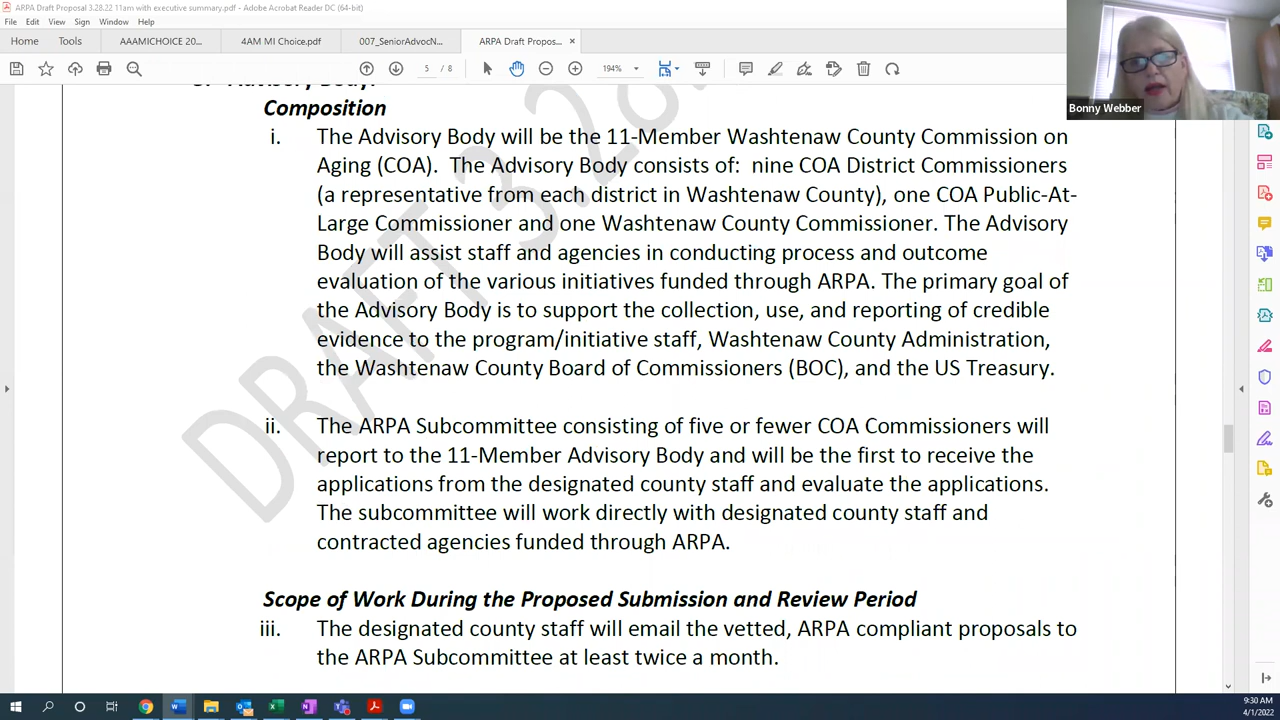 ARPA Draft Proposal 3.28.22 11am with executive summary.pdf - Adobe Acrobat Reader DC (64-bit)
File Edit View Sign Window Help
Home Tools AAAMICHOICE 20... 4AM MI Choice.pdf 007_SeniorAdvocN... ARPA Draft Propos... ×
5 / 8 194%
Bonny Webber
Advisory Body:
Composition
i. The Advisory Body will be the 11-Member Washtenaw County Commission on
Aging (COA). The Advisory Body consists of: nine COA District Commissioners
(a representative from each district in Washtenaw County), one COA Public-At-
Large Commissioner and one Washtenaw County Commissioner. The Advisory
Body will assist staff and agencies in conducting process and outcome
evaluation of the various initiatives funded through ARPA. The primary goal of
the Advisory Body is to support the collection, use, and reporting of credible
evidence to the program/initiative staff, Washtenaw County Administration,
the Washtenaw County Board of Commissioners (BOC), and the US Treasury.
ii. The ARPA Subcommittee consisting of five or fewer COA Commissioners will
report to the 11-Member Advisory Body and will be the first to receive the
applications from the designated county staff and evaluate the applications.
The subcommittee will work directly with designated county staff and
contracted agencies funded through ARPA.
Scope of Work During the Proposed Submission and Review Period
iii. The designated county staff will email the vetted, ARPA compliant proposals to
the ARPA Subcommittee at least twice a month.
DRAFT 3.28.
9:30 AM
4/1/2022